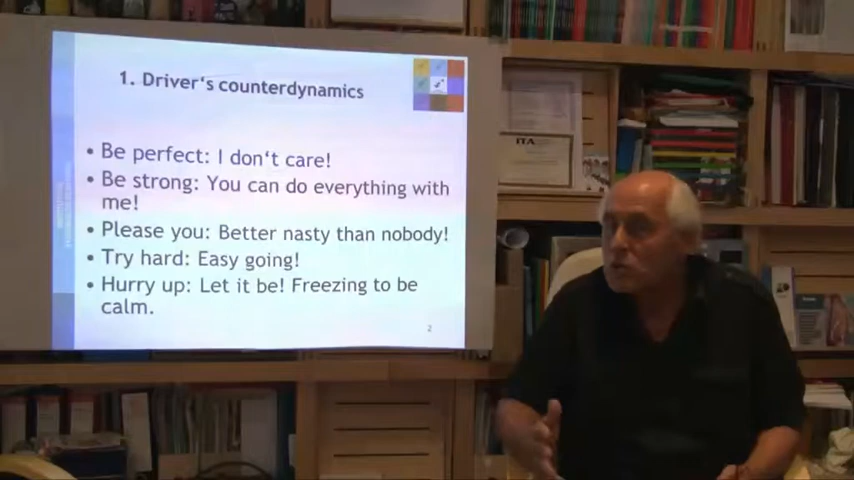 1. Driver's counterdynamics
• Be perfect: I don't care!
• Be strong: You can do everything with
me!
• Please you: Better nasty than nobody!
• Try hard: Easy going!
• Hurry up: Let it be! Freezing to be
calm.
2
ITA